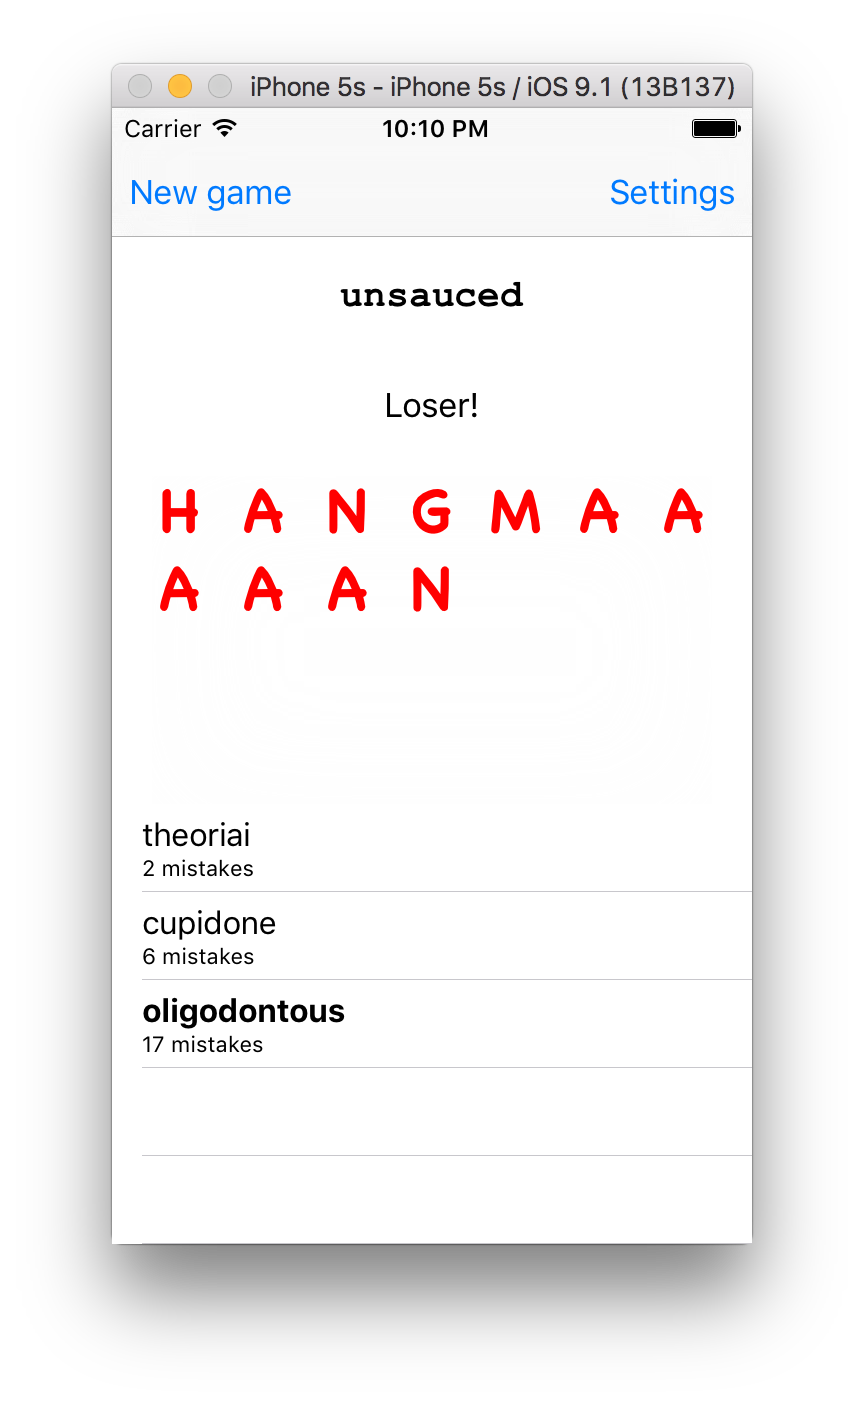 iPhone 5s - iPhone 5s / iOS 9.1 (13B137)
Carrier 10:10 PM
New game Settings
unsauced
Loser!
H A N G M A A
A A A N
theoriai
2 mistakes
cupidone
6 mistakes
oligodontous
17 mistakes